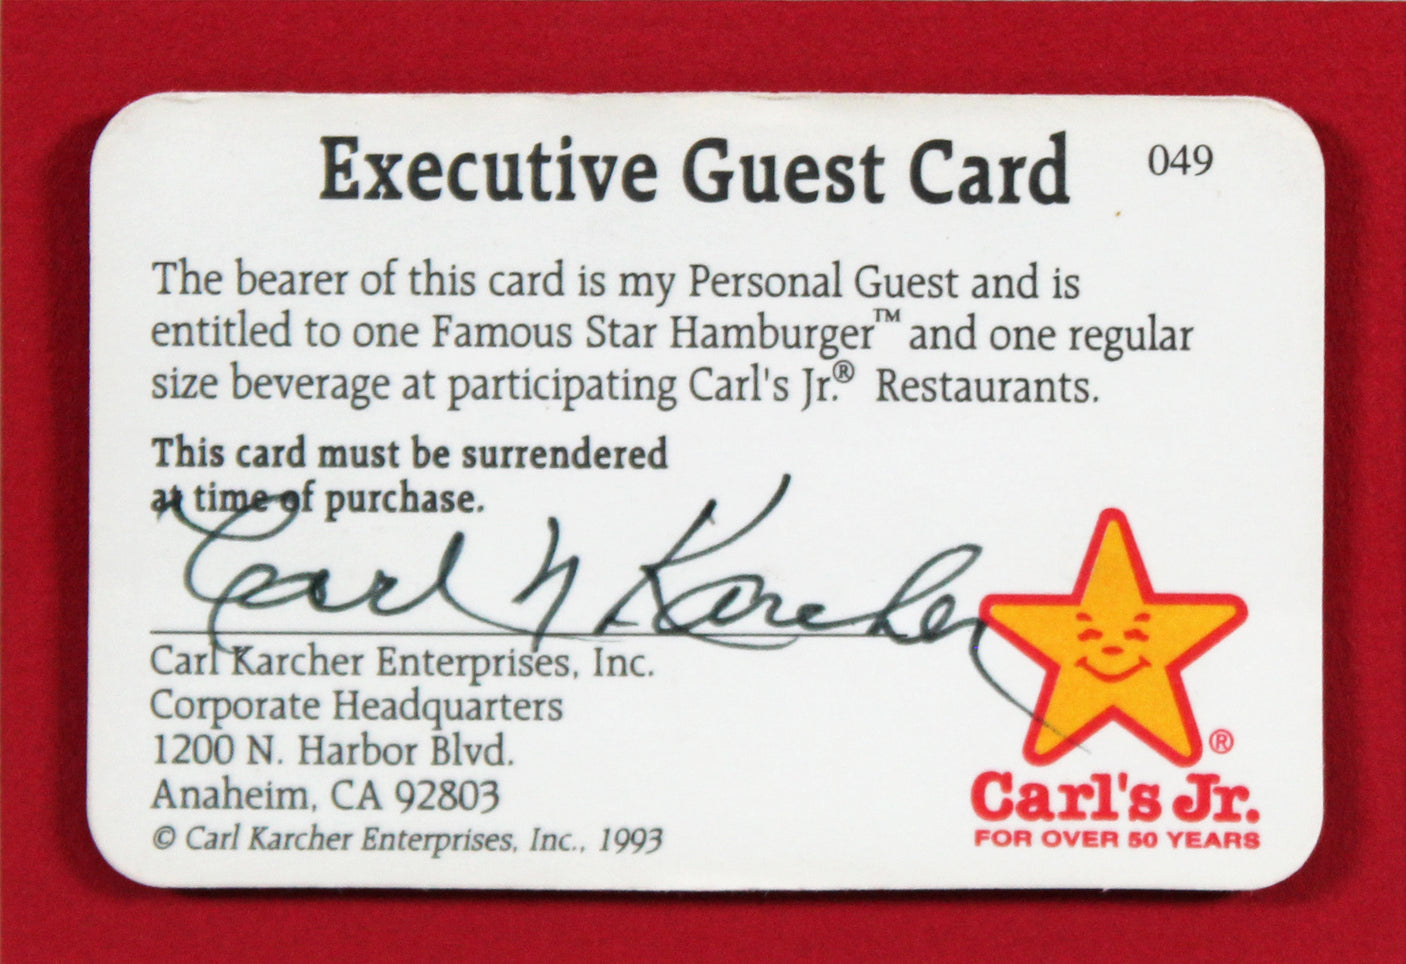 Executive Guest Card 049
The bearer of this card is my Personal Guest and is
entitled to one Famous Star Hamburger™ and one regular
size beverage at participating Carl's Jr.® Restaurants.
This card must be surrendered
at time of purchase.
Carl N Karcher
Carl Karcher Enterprises, Inc.
Corporate Headquarters
1200 N. Harbor Blvd.
Anaheim, CA 92803
© Carl Karcher Enterprises, Inc., 1993
®
Carl's Jr.
FOR OVER 50 YEARS